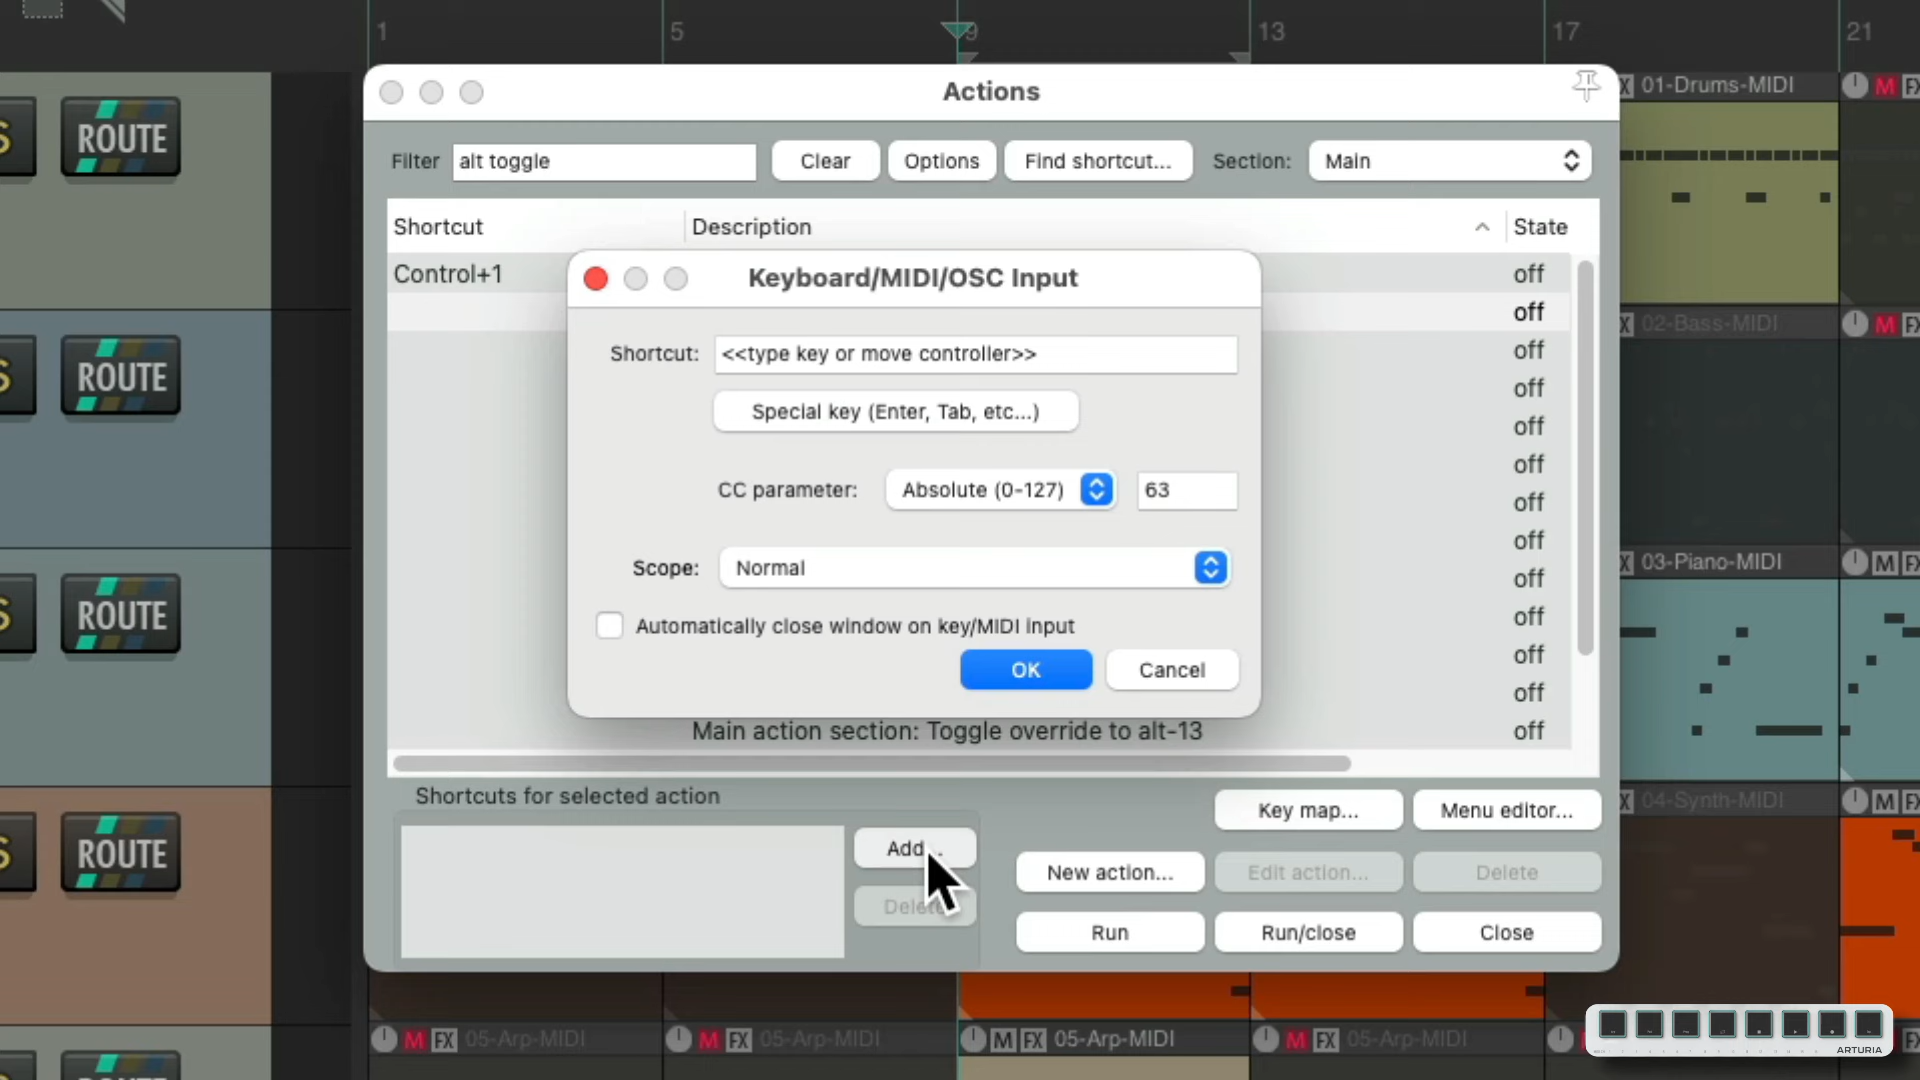 1
5
9
13
17
21
Actions
Filter
alt toggle
Clear
Options
Find shortcut...
Section:
Main
Shortcut
Description
State
Control+1
off
off
off
off
off
off
off
off
off
off
off
off
off
Keyboard/MIDI/OSC Input
Shortcut:
<<type key or move controller>>
Special key (Enter, Tab, etc...)
CC parameter:
Absolute (0-127)
63
Scope:
Normal
Automatically close window on key/MIDI input
OK
Cancel
Main action section: Toggle override to alt-13
Shortcuts for selected action
Add...
Delete
Key map...
Menu editor...
New action...
Edit action...
Delete
Run
Run/close
Close
S
ROUTE
S
ROUTE
S
ROUTE
S
ROUTE
ROUTE
01-Drums-MIDI
M FX
02-Bass-MIDI
M FX
03-Piano-MIDI
M FX
04-Synth-MIDI
M FX
M FX 05-Arp-MIDI
M FX 05-Arp-MIDI
M FX 05-Arp-MIDI
M FX 05-Arp-MIDI
ARTURIA